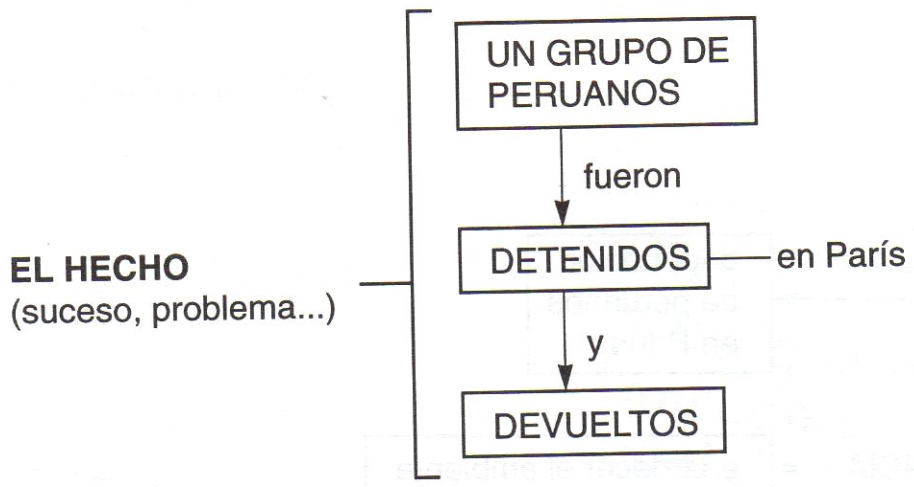 UN GRUPO DE
PERUANOS
fueron
EL HECHO
(suceso, problema...)
DETENIDOS
en París
y
DEVUELTOS